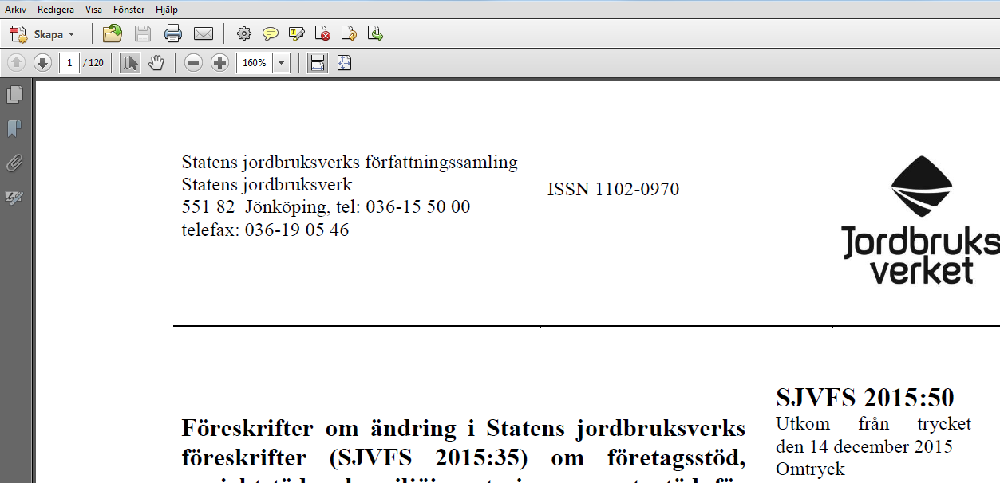 Arkiv Redigera Visa Fönster Hjälp
Skapa
1 / 120 160%
Statens jordbruksverks författningssamling
Statens jordbruksverk
551 82 Jönköping, tel: 036-15 50 00
telefax: 036-19 05 46
ISSN 1102-0970
Jordbruks
verket
SJVFS 2015:50
Utkom från trycket
den 14 december 2015
Omtryck
Föreskrifter om ändring i Statens jordbruksverks
föreskrifter (SJVFS 2015:35) om företagsstöd,